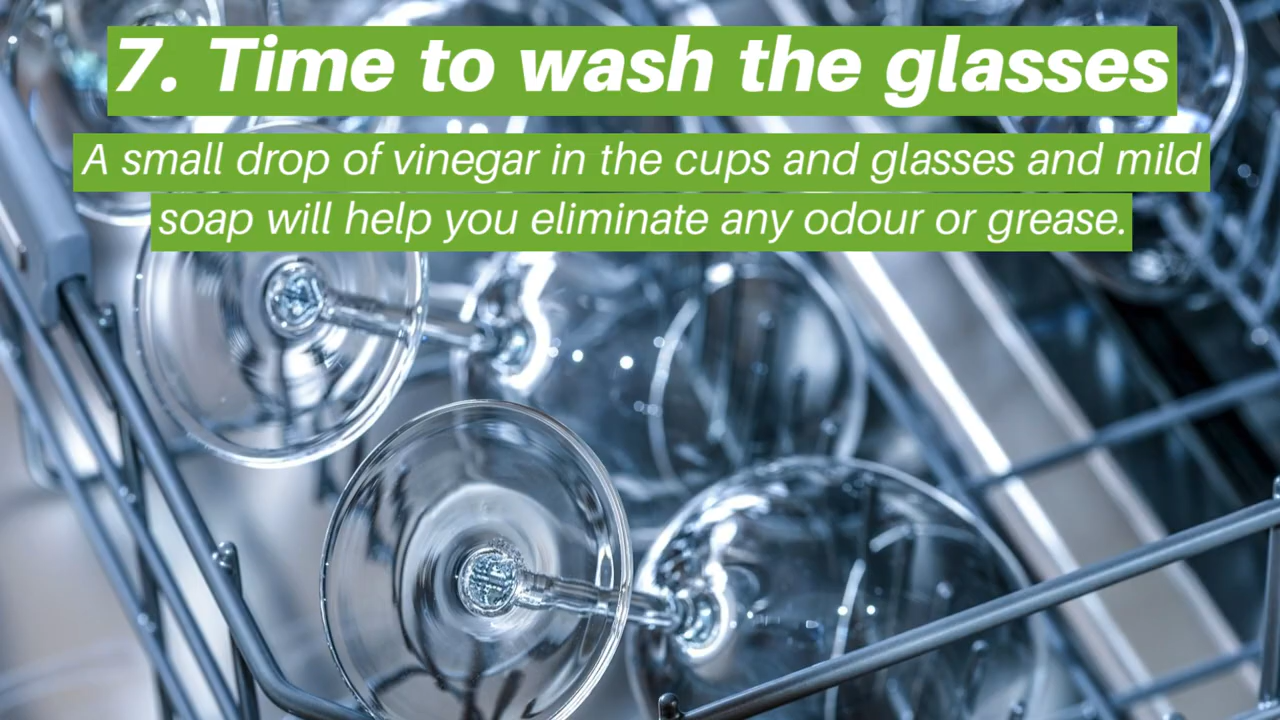 7. Time to wash the glasses
A small drop of vinegar in the cups and glasses and mild
soap will help you eliminate any odour or grease.